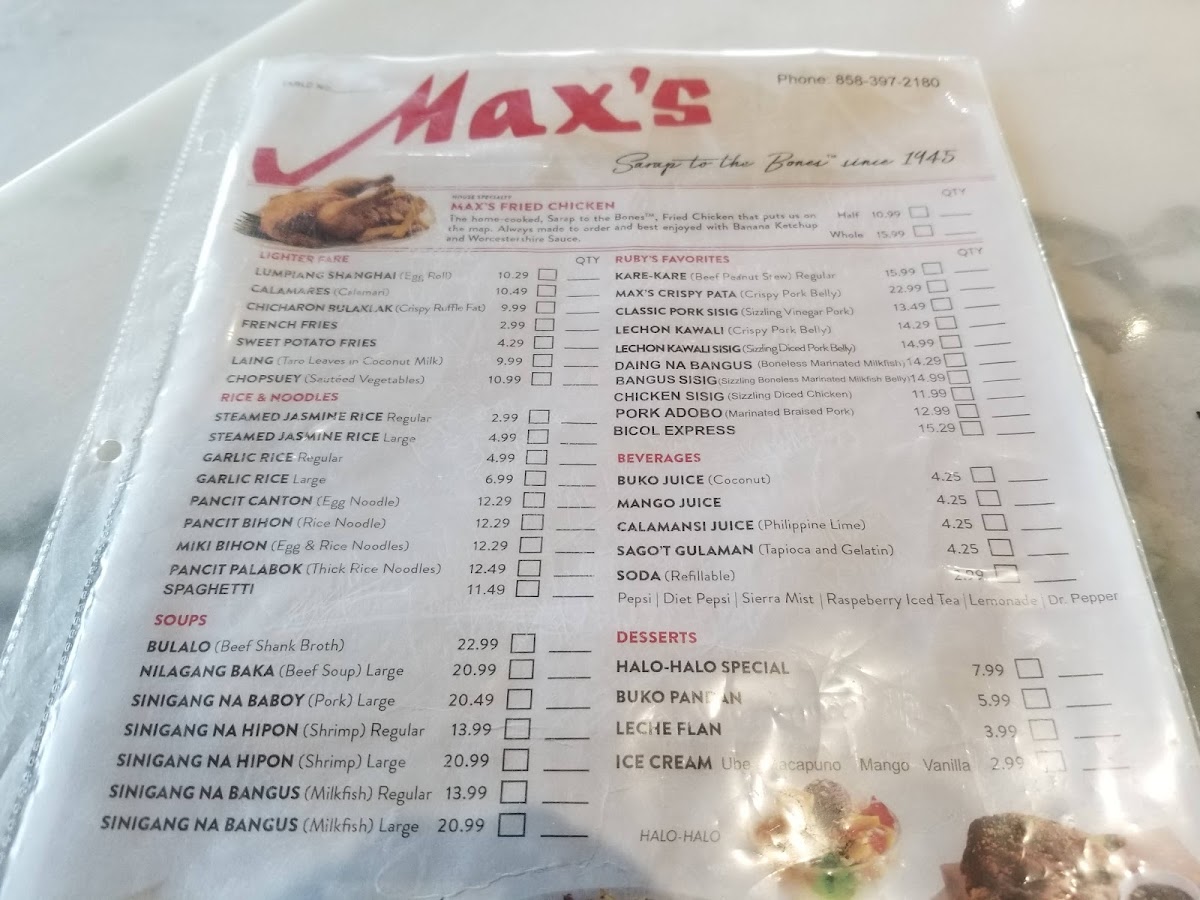 TABLE NO.
Max's
Phone: 858-397-2180
Sarap to the Bones™ since 1945
HOUSE SPECIALTY
QTY
MAX'S FRIED CHICKEN
The home-cooked, Sarap to the Bones™, Fried Chicken that puts us on
the map. Always made to order and best enjoyed with Banana Ketchup
and Worcestershire Sauce.
Half 10.99
Whole 15.99
LIGHTER FARE QTY
LUMPIANG SHANGHAI (Egg Roll) 10.29
CALAMARES (Calamari) 10.49
CHICHARON BULAKLAK (Crispy Ruffle Fat) 9.99
FRENCH FRIES 2.99
SWEET POTATO FRIES 4.29
LAING (Taro Leaves in Coconut Milk) 9.99
CHOPSUEY (Sautéed Vegetables) 10.99
RICE & NOODLES
STEAMED JASMINE RICE Regular 2.99
STEAMED JASMINE RICE Large 4.99
GARLIC RICE Regular 4.99
GARLIC RICE Large 6.99
PANCIT CANTON (Egg Noodle) 12.29
PANCIT BIHON (Rice Noodle) 12.29
MIKI BIHON (Egg & Rice Noodles) 12.29
PANCIT PALABOK (Thick Rice Noodles) 12.49
SPAGHETTI 11.49
SOUPS
BULALO (Beef Shank Broth) 22.99
NILAGANG BAKA (Beef Soup) Large 20.99
SINIGANG NA BABOY (Pork) Large 20.49
SINIGANG NA HIPON (Shrimp) Regular 13.99
SINIGANG NA HIPON (Shrimp) Large 20.99
SINIGANG NA BANGUS (Milkfish) Regular 13.99
SINIGANG NA BANGUS (Milkfish) Large 20.99
RUBY'S FAVORITES QTY
KARE-KARE (Beef Peanut Stew) Regular 15.99
MAX'S CRISPY PATA (Crispy Pork Belly) 22.99
CLASSIC PORK SISIG (Sizzling Vinegar Pork) 13.49
LECHON KAWALI (Crispy Pork Belly) 14.29
LECHON KAWALI SISIG (Sizzling Diced Pork Belly) 14.99
DAING NA BANGUS (Boneless Marinated Milkfish) 14.29
BANGUS SISIG (Sizzling Boneless Marinated Milkfish Belly) 14.99
CHICKEN SISIG (Sizzling Diced Chicken) 11.99
PORK ADOBO (Marinated Braised Pork) 12.99
BICOL EXPRESS 15.29
BEVERAGES
BUKO JUICE (Coconut) 4.25
MANGO JUICE 4.25
CALAMANSI JUICE (Philippine Lime) 4.25
SAGO'T GULAMAN (Tapioca and Gelatin) 4.25
SODA (Refillable)
Pepsi | Diet Pepsi | Sierra Mist | Raspeberry Iced Tea | Lemonade | Dr. Pepper
DESSERTS
HALO-HALO SPECIAL 7.99
BUKO PANDAN 5.99
LECHE FLAN 3.99
ICE CREAM Ube Mango Vanilla 2.99
HALO-HALO